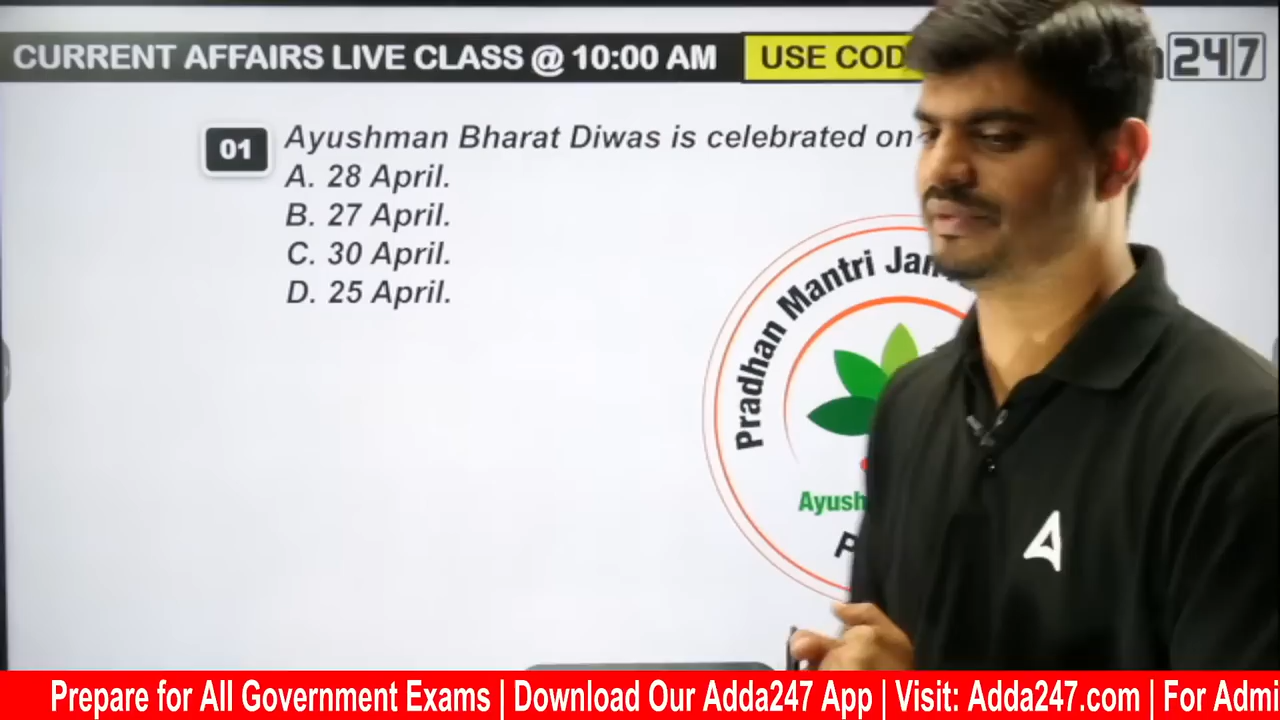 CURRENT AFFAIRS LIVE CLASS @ 10:00 AM
USE COD
247
01
Ayushman Bharat Diwas is celebrated on
A. 28 April.
B. 27 April.
C. 30 April.
D. 25 April.
Pradhan Mantri Jan
Ayush
P
Prepare for All Government Exams | Download Our Adda247 App | Visit: Adda247.com | For Admi